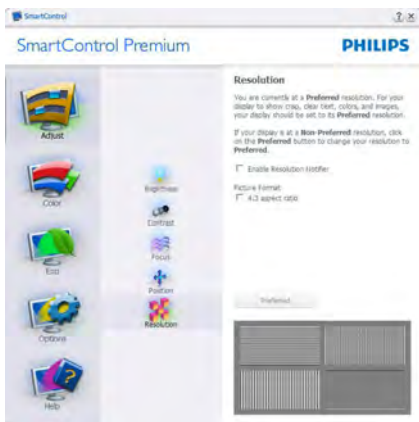 SmartControl
? ×
SmartControl Premium
PHILIPS
Adjust
Color
Eco
Options
Help
Brightness
Contrast
Focus
Position
Resolution
Resolution
You are currently at a Preferred resolution. For your
display to show crisp, clear text, colors, and images,
your display should be set to its Preferred resolution.
If your display is at a Non-Preferred resolution, click
on the Preferred button to change your resolution to
Preferred.
Enable Resolution Notifier
Picture Format
4:3 aspect ratio
Preferred